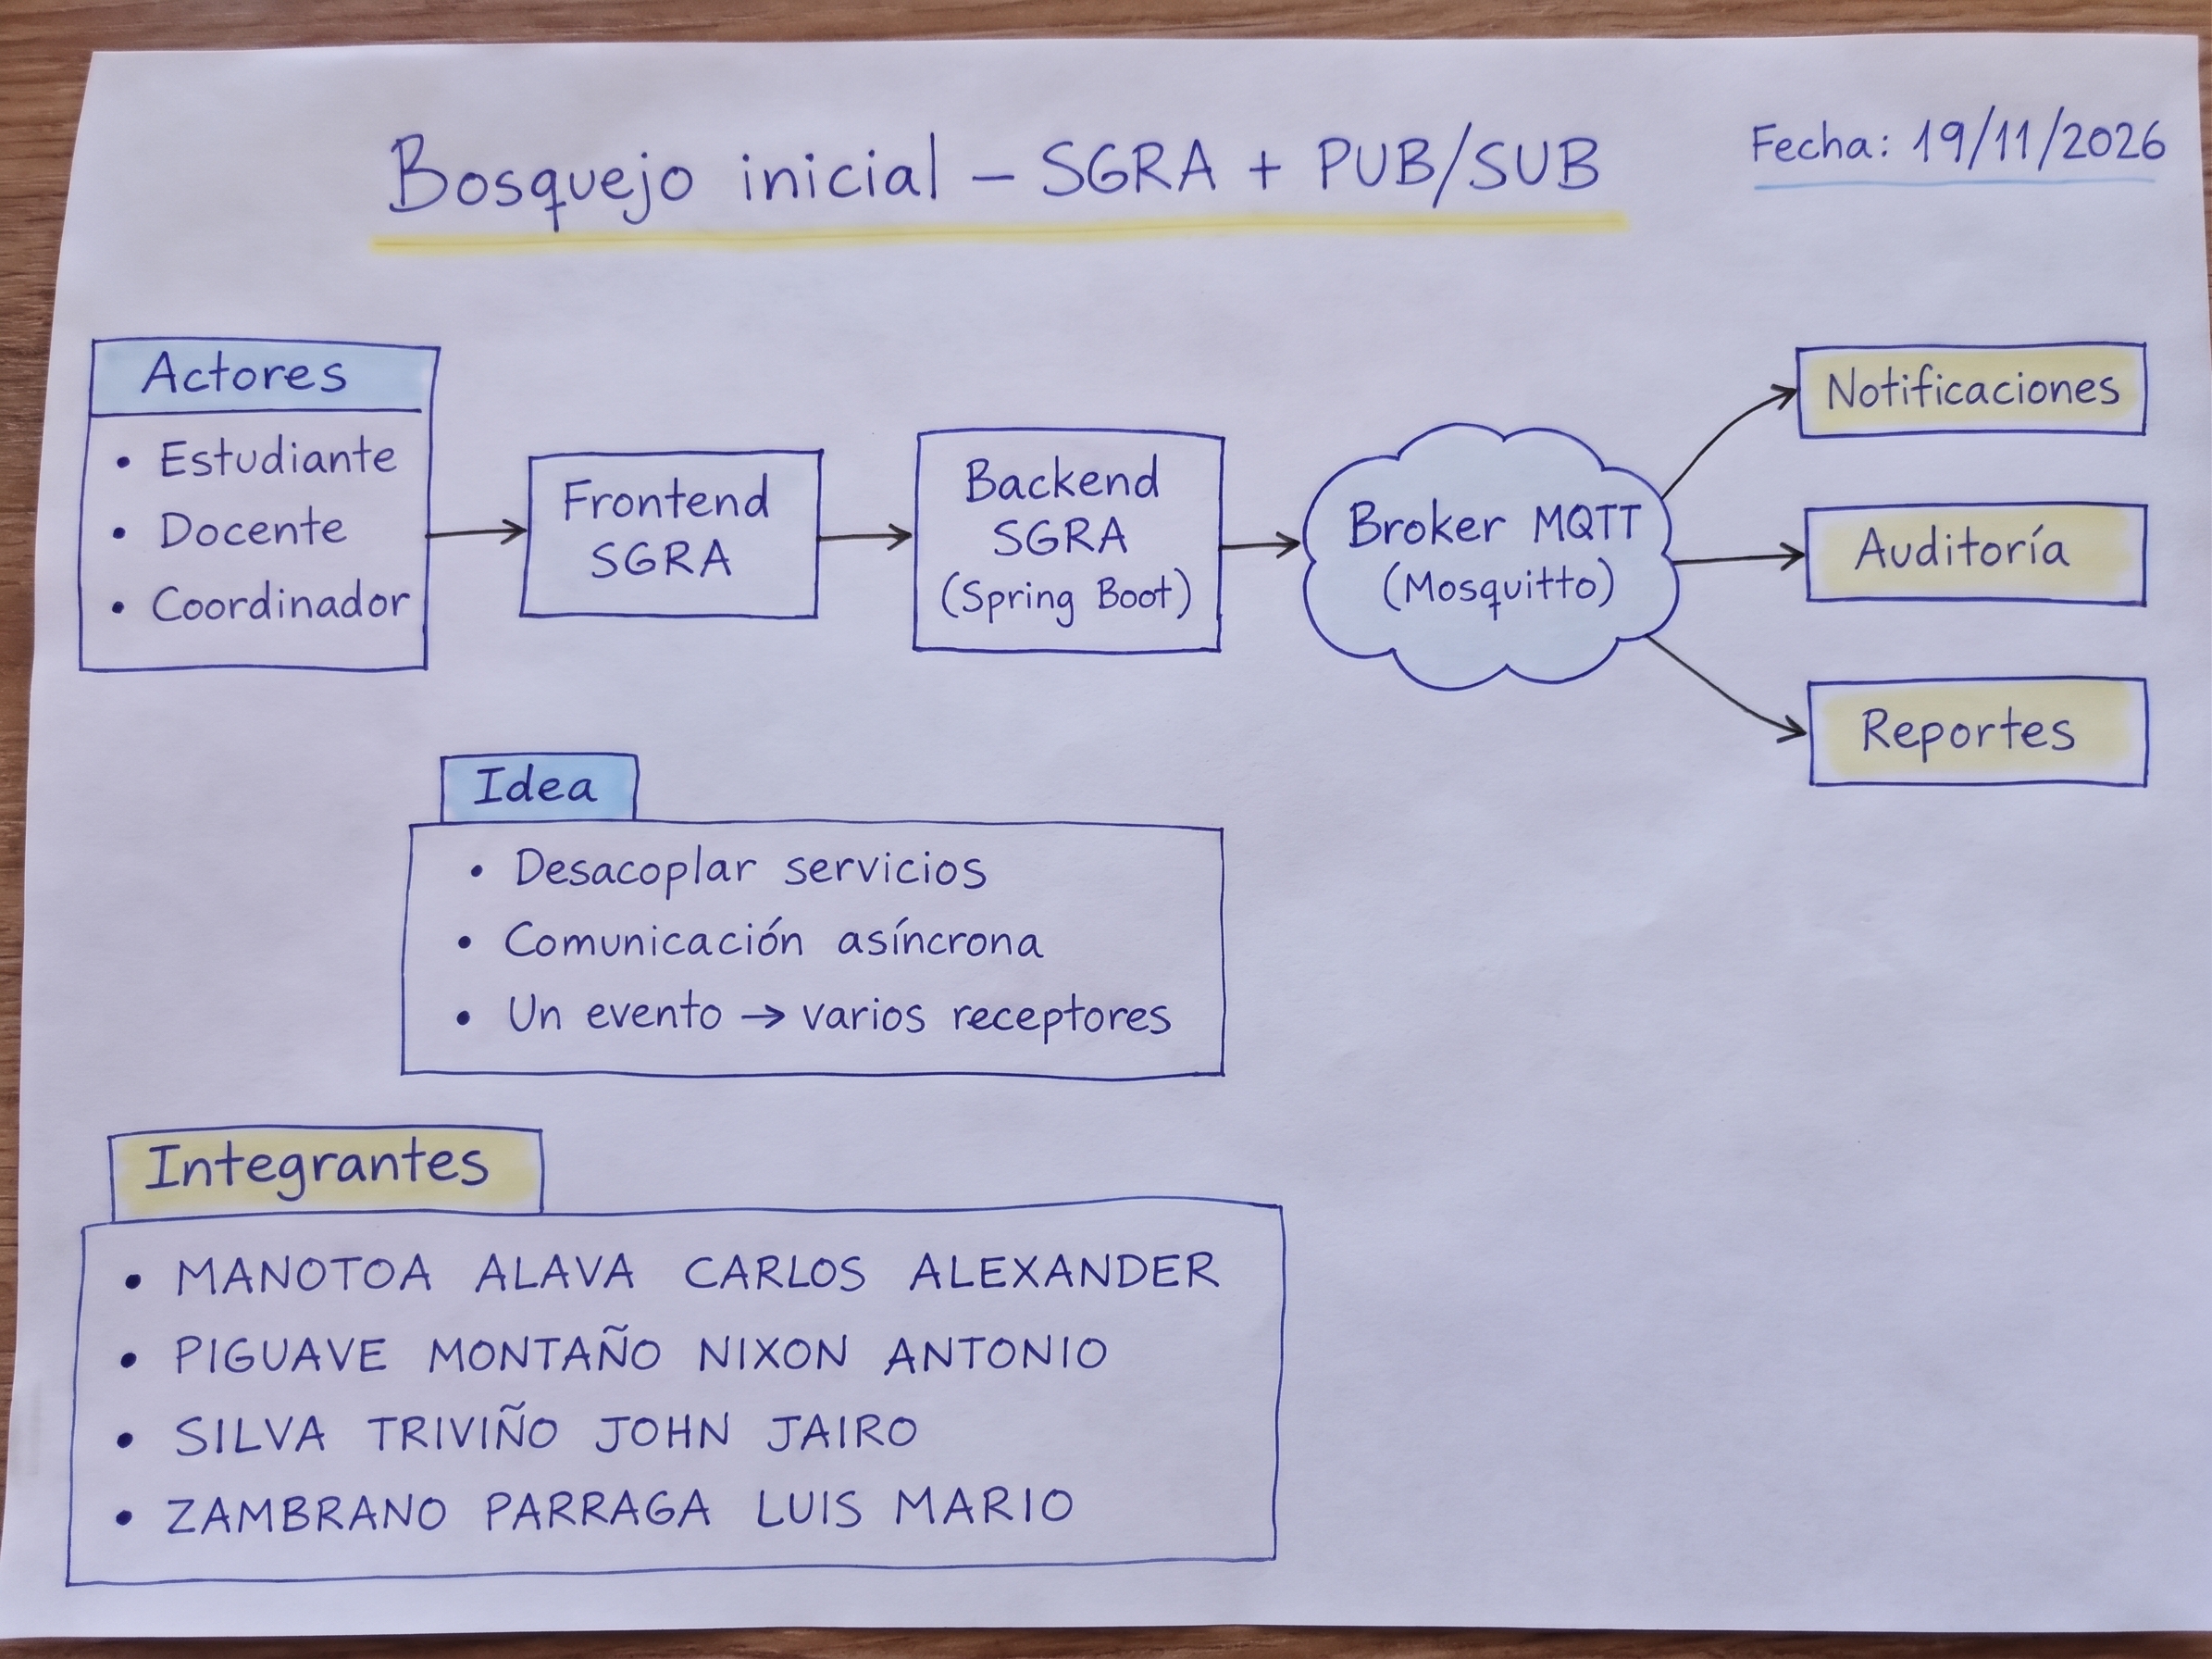 Bosquejo inicial – SGRA + PUB/SUB
Fecha: 19/11/2026
Actores
• Estudiante
• Docente
• Coordinador
Frontend
SGRA
Backend
SGRA
(Spring Boot)
Broker MQTT
(Mosquitto)
Notificaciones
Auditoría
Reportes
Idea
• Desacoplar servicios
• Comunicación asíncrona
• Un evento → varios receptores
Integrantes
• MANOTOA ALAVA CARLOS ALEXANDER
• PIGUAVE MONTAÑO NIXON ANTONIO
• SILVA TRIVIÑO JOHN JAIRO
• ZAMBRANO PARRAGA LUIS MARIO